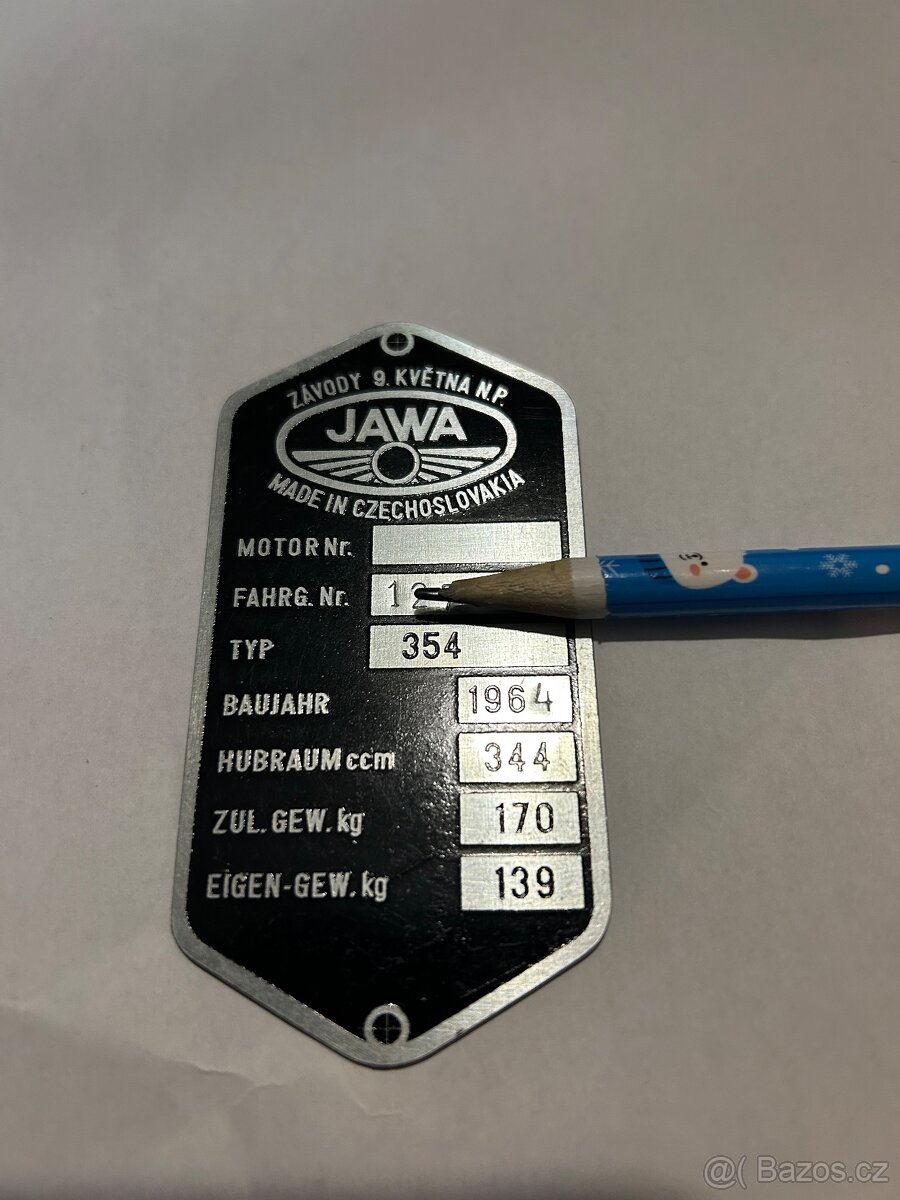 ZÁVODY 9. KVĚTNA N.P.
JAWA
MADE IN CZECHOSLOVAKIA
MOTOR Nr.
FAHRG. Nr.
TYP 354
BAUJAHR 1964
HUBRAUM ccm 344
ZUL. GEW. kg 170
EIGEN-GEW. kg 139
@( Bazos.cz